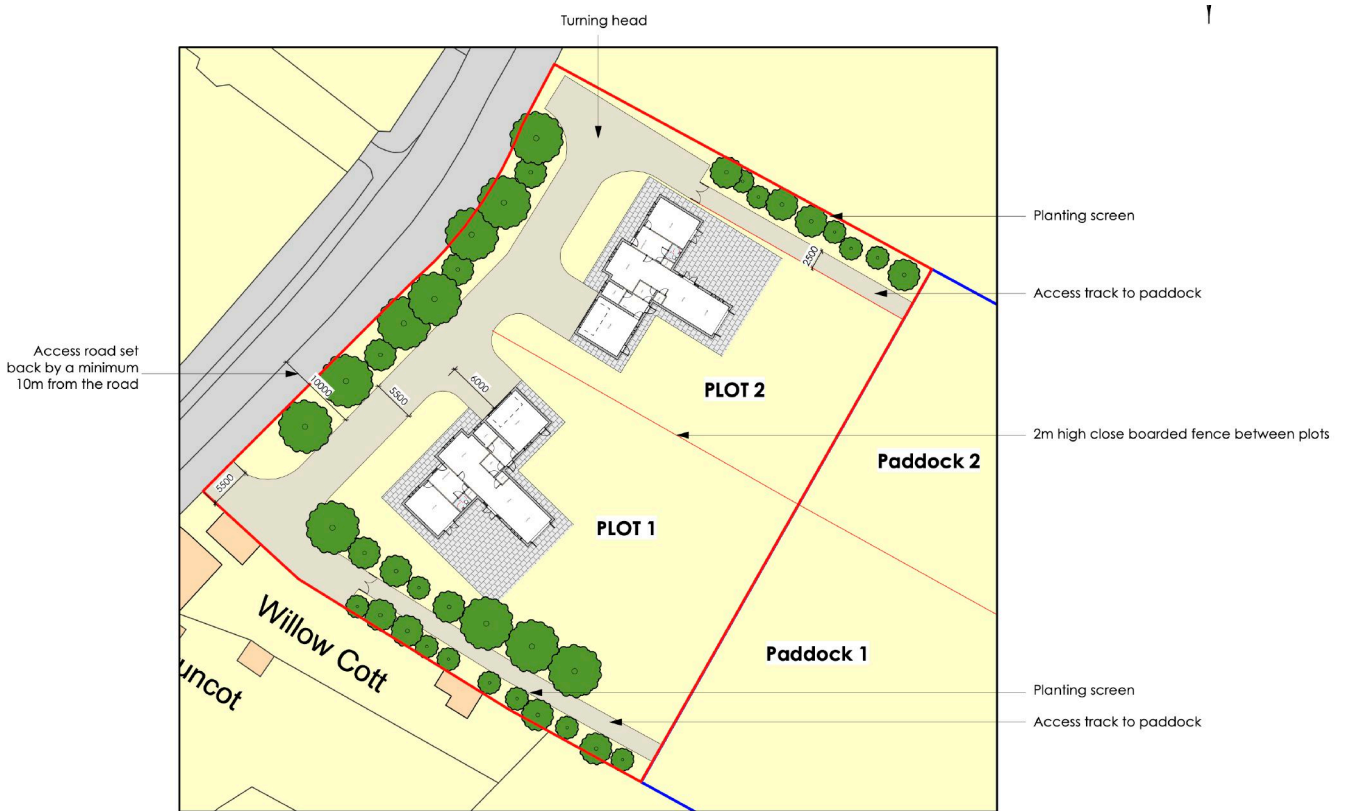 Turning head
Planting screen
2500
Access track to paddock
Access road set
back by a minimum
10m from the road
10000
5500
6000
PLOT 2
2m high close boarded fence between plots
Paddock 2
5500
PLOT 1
Willow Cott
uncot
Paddock 1
Planting screen
Access track to paddock